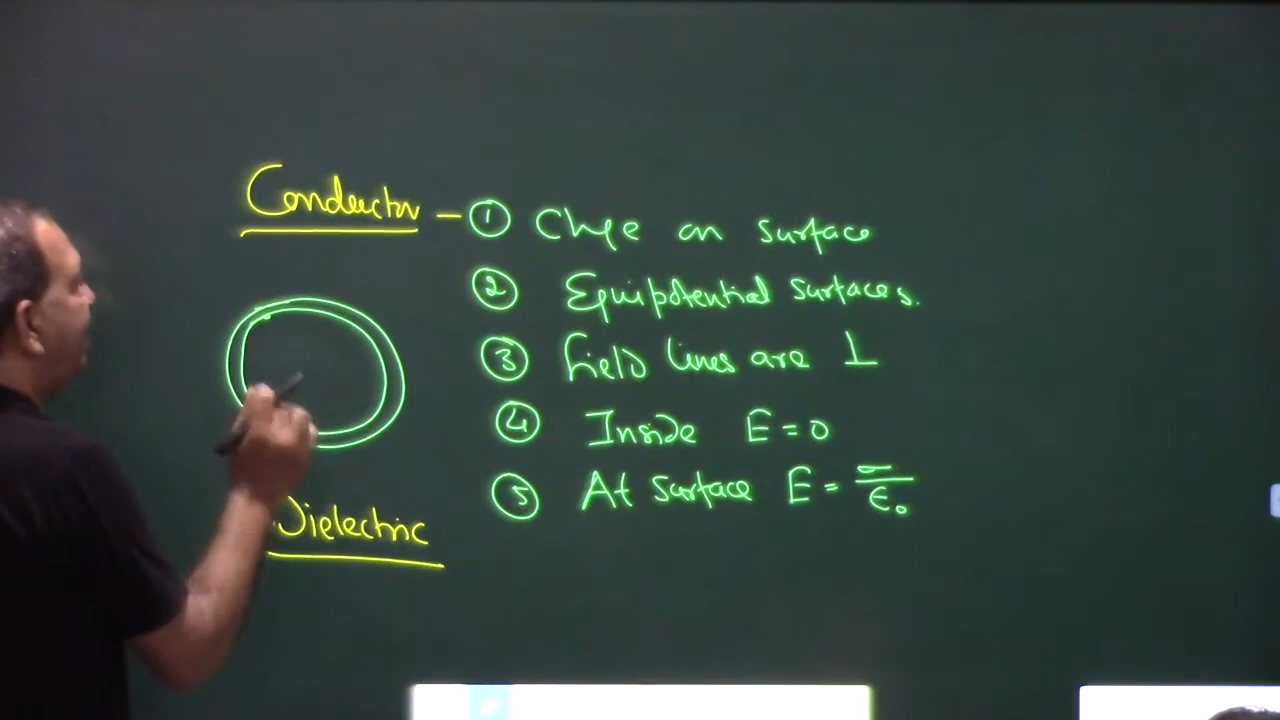 Conductor – ① Chge on surface
② Equipotential surfaces.
③ field lines are ⊥
④ Inside E = 0
⑤ At surface E = σ/ε₀
Dielectric